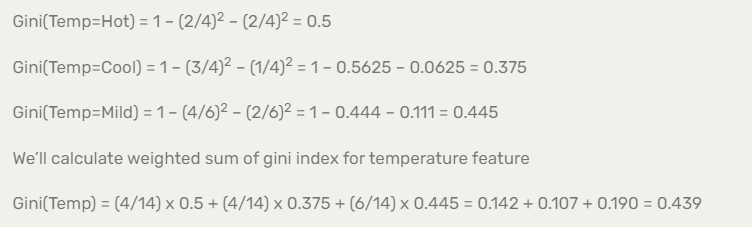 Gini(Temp=Hot) = 1 – (2/4)² – (2/4)² = 0.5
Gini(Temp=Cool) = 1 – (3/4)² – (1/4)² = 1 – 0.5625 – 0.0625 = 0.375
Gini(Temp=Mild) = 1 – (4/6)² – (2/6)² = 1 – 0.444 – 0.111 = 0.445
We’ll calculate weighted sum of gini index for temperature feature
Gini(Temp) = (4/14) x 0.5 + (4/14) x 0.375 + (6/14) x 0.445 = 0.142 + 0.107 + 0.190 = 0.439